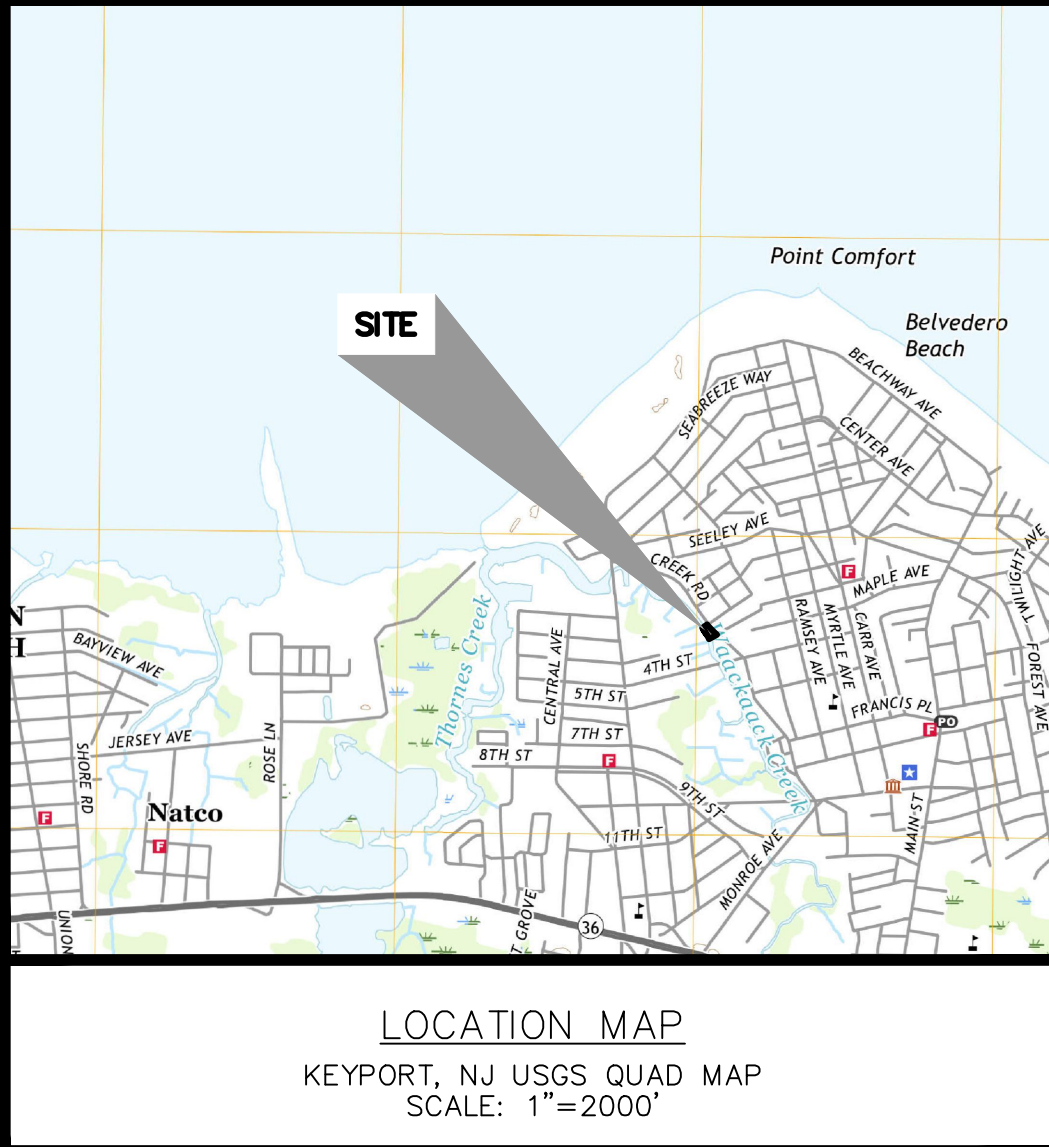 Point Comfort
Belvedero
Beach
SITE
BEACHWAY AVE
SEABREEZE WAY
CENTER AVE
SEELEY AVE
CREEK RD
MAPLE AVE
TWILIGHT AVE
F
RAMSEY AVE
MYRTLE AVE
CARR AVE
FOREST AVE
N
H
BAYVIEW AVE
Thornes Creek
CENTRAL AVE
4TH ST
Waackaack Creek
5TH ST
FRANCIS PL
PO
F
7TH ST
JERSEY AVE
ROSE LN
8TH ST
F
SHORE RD
9TH ST
Natco
F
F
11TH ST
MONROE AVE
MAIN ST
UNION
T GROVE
36
LOCATION MAP
KEYPORT, NJ USGS QUAD MAP
SCALE: 1"=2000'